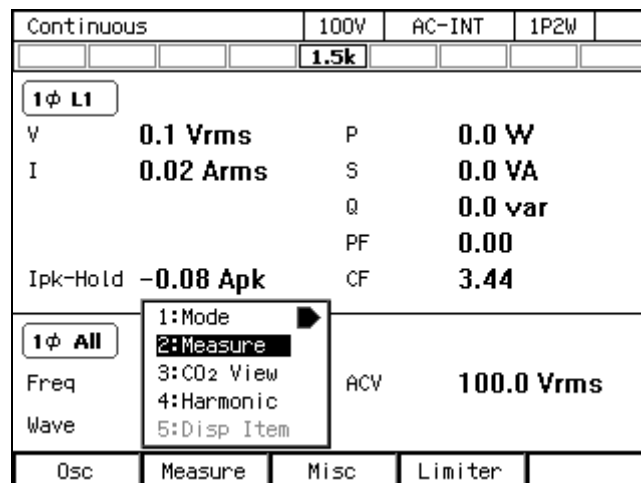 Continuous 100V AC-INT 1P2W
1.5k
1ϕ L1
V 0.1 Vrms P 0.0 W
I 0.02 Arms S 0.0 VA
Q 0.0 var
PF 0.00
Ipk-Hold -0.08 Apk CF 3.44
1:Mode
1ϕ All 2:Measure
Freq 3:CO₂ View ACV 100.0 Vrms
4:Harmonic
Wave 5:Disp Item
Osc Measure Misc Limiter